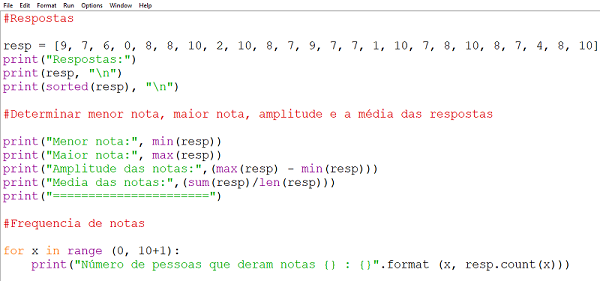 File Edit Format Run Options Window Help
#Respostas
resp = [9, 7, 6, 0, 8, 8, 10, 2, 10, 8, 7, 9, 7, 7, 1, 10, 7, 8, 10, 8, 7, 4, 8, 10]
print("Respostas:")
print(resp, "\n")
print(sorted(resp), "\n")
#Determinar menor nota, maior nota, amplitude e a média das respostas
print("Menor nota:", min(resp))
print("Maior nota:", max(resp))
print("Amplitude das notas:",(max(resp) - min(resp)))
print("Media das notas:",(sum(resp)/len(resp)))
print("======================")
#Frequencia de notas
for x in range (0, 10+1):
    print("Número de pessoas que deram notas {} : {}".format (x, resp.count(x)))